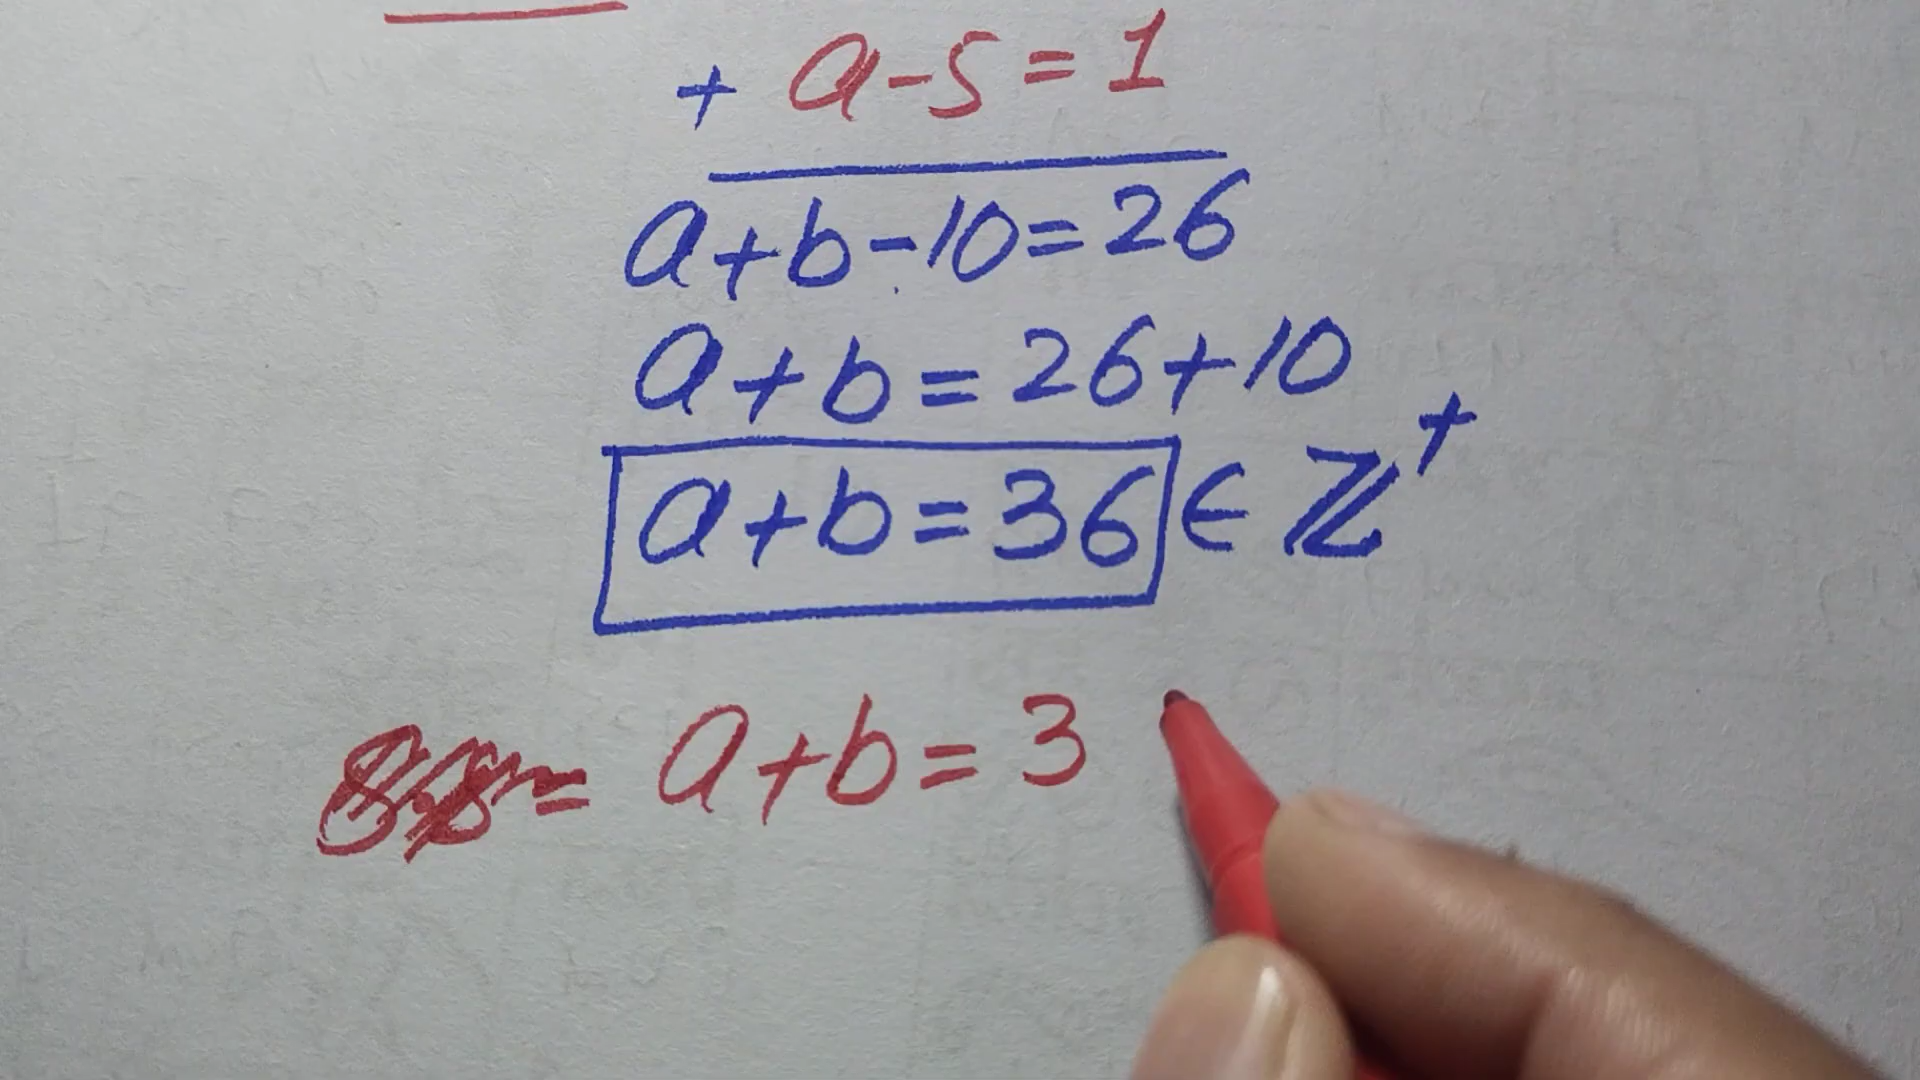 + a-5=1
a+b-10=26
a+b=26+10
a+b=36 ∈ ℤ⁺
= a+b=3